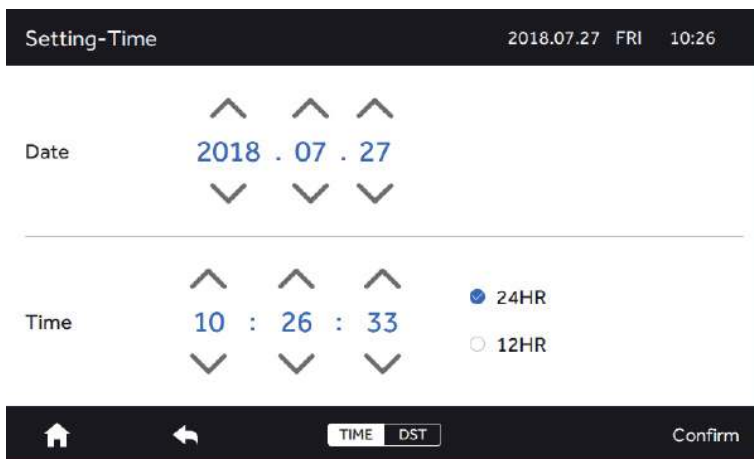 Setting-Time 2018.07.27 FRI 10:26
Date 2018 . 07 . 27
24HR
Time 10 : 26 : 33
12HR
TIME DST Confirm